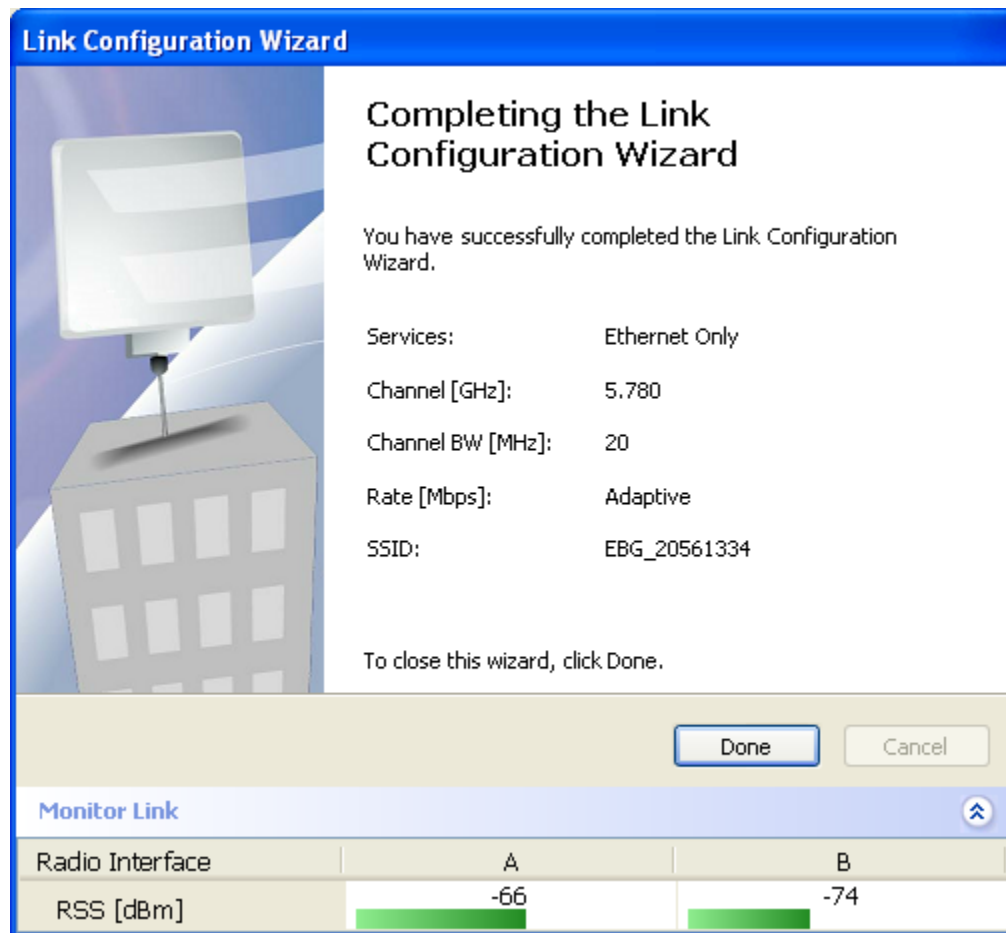 Link Configuration Wizard
Completing the Link
Configuration Wizard
You have successfully completed the Link Configuration
Wizard.
Services: Ethernet Only
Channel [GHz]: 5.780
Channel BW [MHz]: 20
Rate [Mbps]: Adaptive
SSID: EBG_20561334
To close this wizard, click Done.
Done Cancel
Monitor Link
Radio Interface A B
RSS [dBm] -66 -74